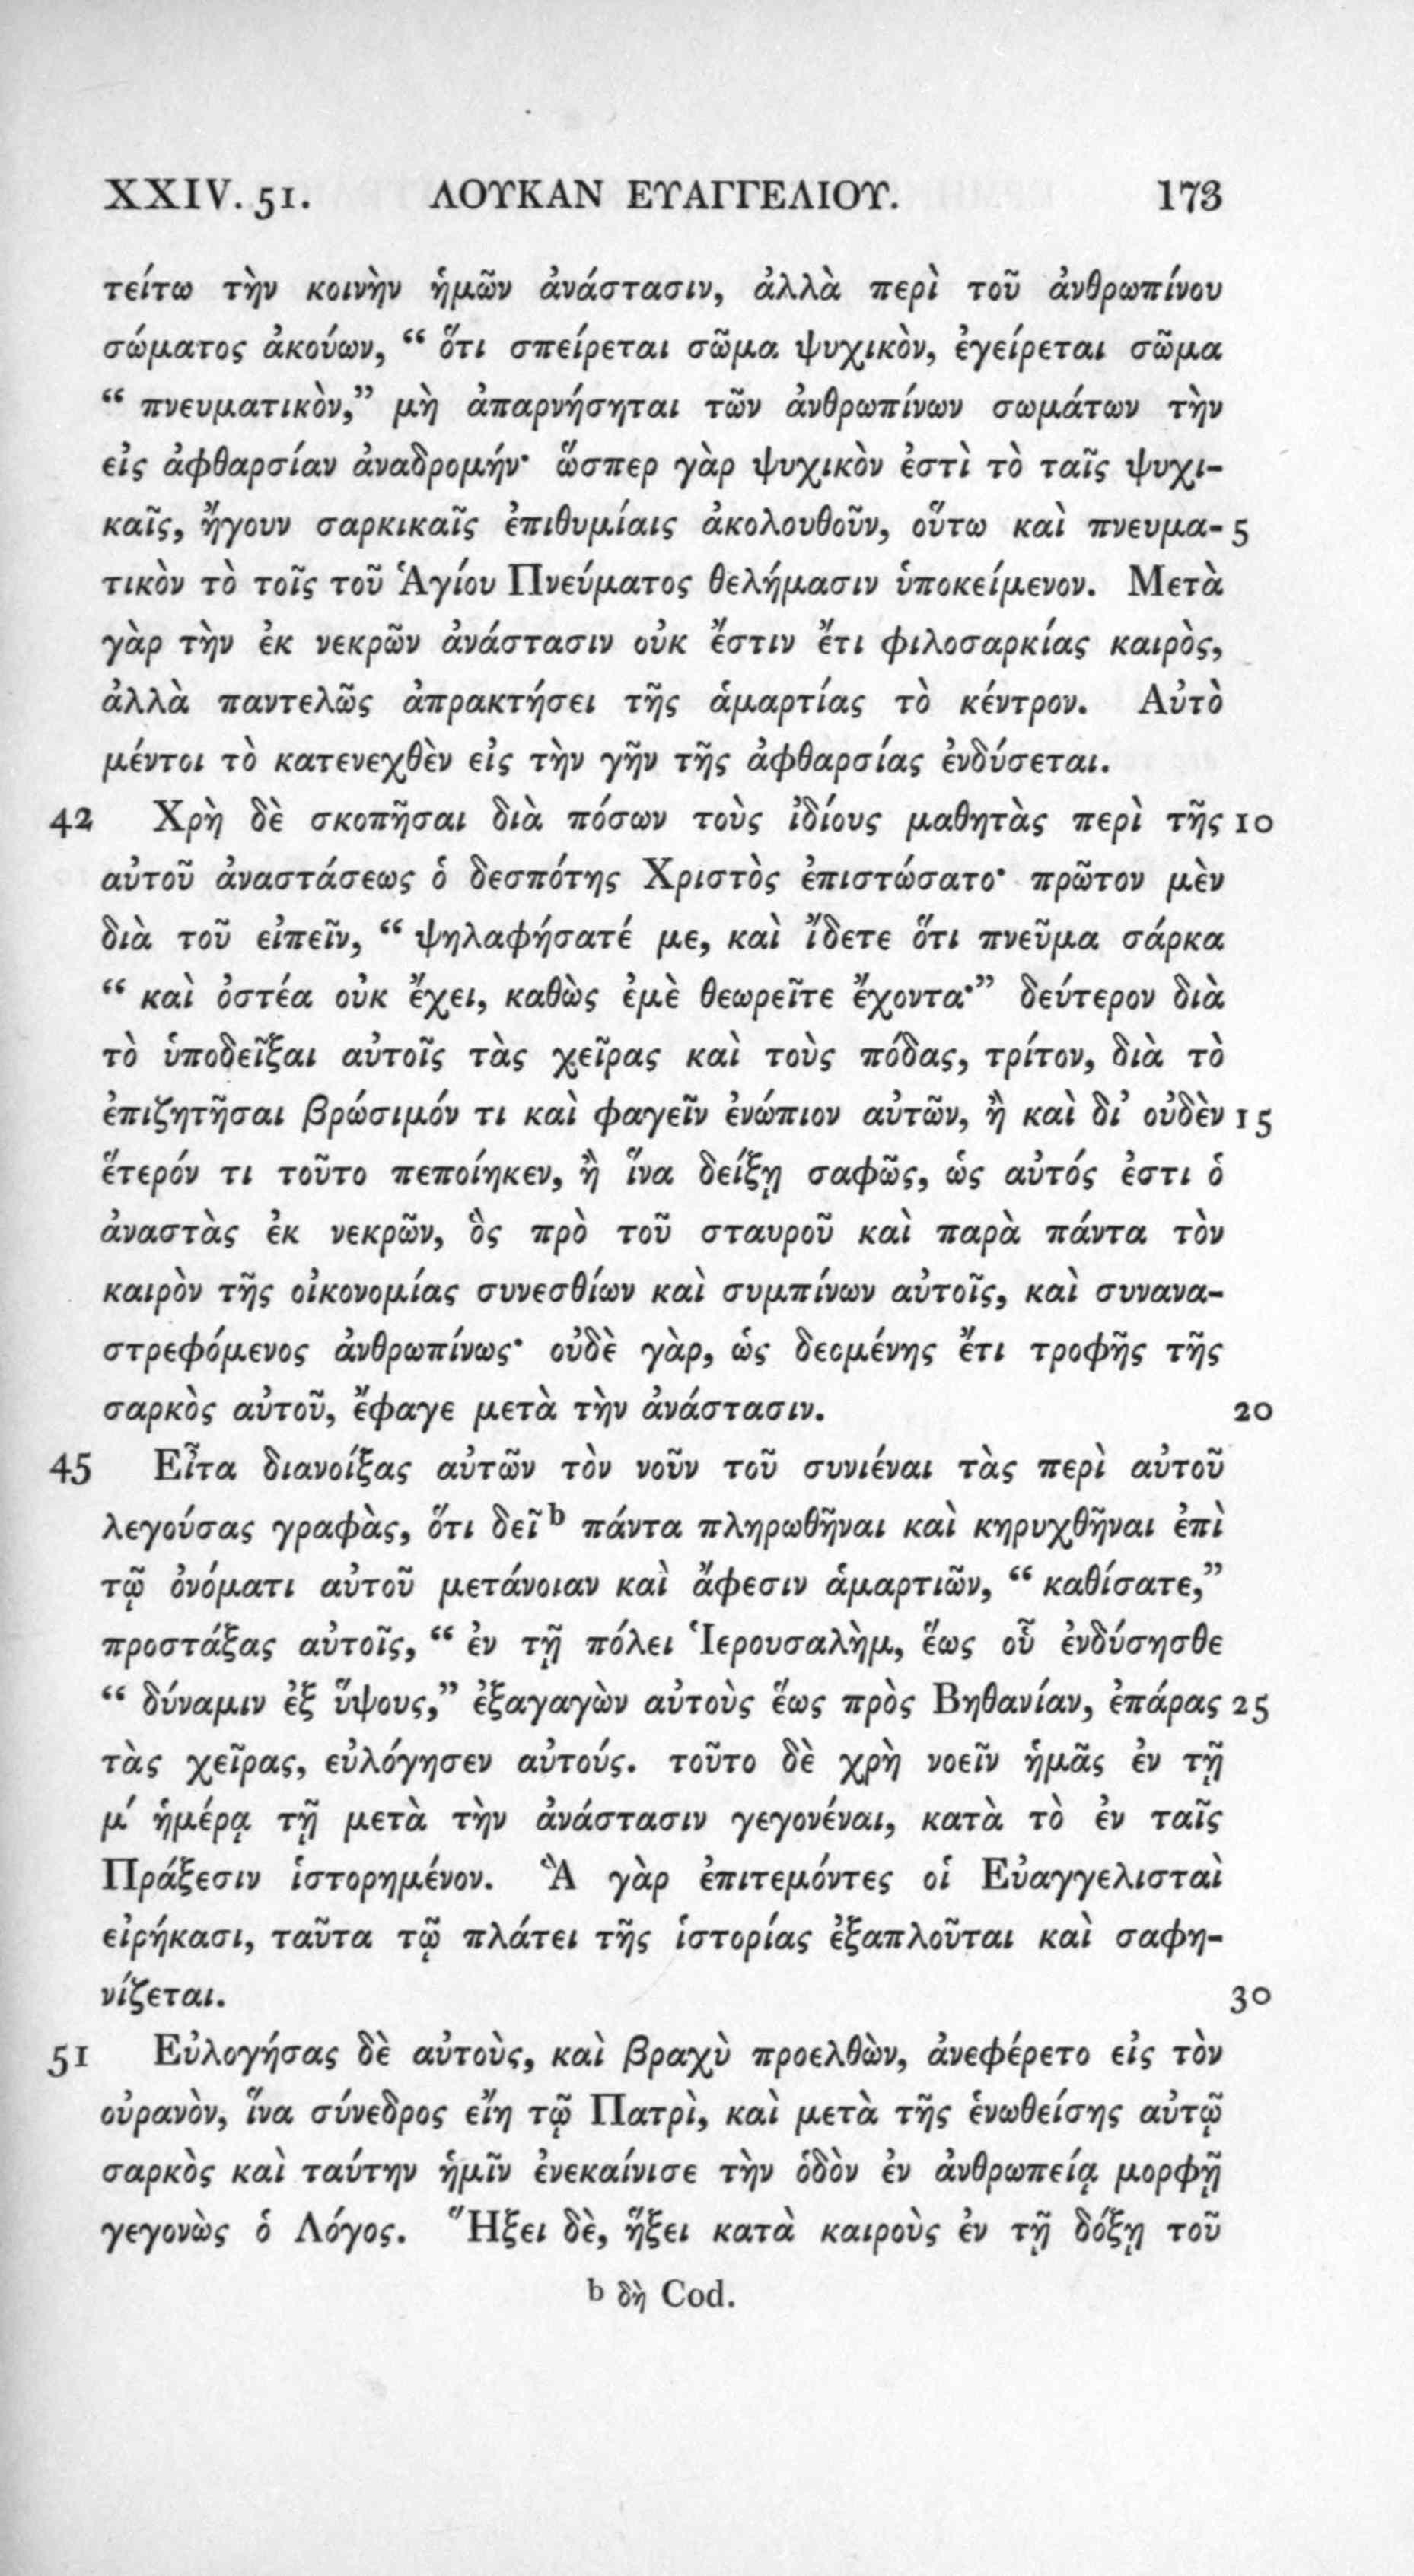 XXIV. 51. ΛΟΥΚΑΝ ΕΥΑΓΓΕΛΙΟΥ. 173
τείτω τὴν κοινὴν ἡμῶν ἀνάστασιν, ἀλλὰ περὶ τοῦ ἀνθρωπίνου
σώματος ἀκούων, “ ὅτι σπείρεται σῶμα ψυχικὸν, ἐγείρεται σῶμα
“ πνευματικὸν,” μὴ ἀπαρνήσηται τῶν ἀνθρωπίνων σωμάτων τὴν
εἰς ἀφθαρσίαν ἀναδρομήν· ὥσπερ γὰρ ψυχικὸν ἐστὶ τὸ ταῖς ψυχι-
καῖς, ἤγουν σαρκικαῖς ἐπιθυμίαις ἀκολουθοῦν, οὕτω καὶ πνευμα- 5
τικὸν τὸ τοῖς τοῦ Ἁγίου Πνεύματος θελήμασιν ὑποκείμενον. Μετὰ
γὰρ τὴν ἐκ νεκρῶν ἀνάστασιν οὐκ ἔστιν ἔτι φιλοσαρκίας καιρὸς,
ἀλλὰ παντελῶς ἀπρακτήσει τῆς ἁμαρτίας τὸ κέντρον. Αὐτὸ
μέντοι τὸ κατενεχθὲν εἰς τὴν γῆν τῆς ἀφθαρσίας ἐνδύσεται.
42 Χρὴ δὲ σκοπῆσαι διὰ πόσων τοὺς ἰδίους μαθητὰς περὶ τῆς 10
αὐτοῦ ἀναστάσεως ὁ δεσπότης Χριστὸς ἐπιστώσατο· πρῶτον μὲν
διὰ τοῦ εἰπεῖν, “ ψηλαφήσατέ με, καὶ ἴδετε ὅτι πνεῦμα σάρκα
“ καὶ ὀστέα οὐκ ἔχει, καθὼς ἐμὲ θεωρεῖτε ἔχοντα·” δεύτερον διὰ
τὸ ὑποδεῖξαι αὐτοῖς τὰς χεῖρας καὶ τοὺς πόδας, τρίτον, διὰ τὸ
ἐπιζητῆσαι βρώσιμόν τι καὶ φαγεῖν ἐνώπιον αὐτῶν, ἢ καὶ δι’ οὐδὲν 15
ἕτερόν τι τοῦτο πεποίηκεν, ἢ ἵνα δείξῃ σαφῶς, ὡς αὐτός ἐστι ὁ
ἀναστὰς ἐκ νεκρῶν, ὃς πρὸ τοῦ σταυροῦ καὶ παρὰ πάντα τὸν
καιρὸν τῆς οἰκονομίας συνεσθίων καὶ συμπίνων αὐτοῖς, καὶ συνανα-
στρεφόμενος ἀνθρωπίνως· οὐδὲ γὰρ, ὡς δεομένης ἔτι τροφῆς τῆς
σαρκὸς αὐτοῦ, ἔφαγε μετὰ τὴν ἀνάστασιν. 20
45 Εἶτα διανοίξας αὐτῶν τὸν νοῦν τοῦ συνιέναι τὰς περὶ αὐτοῦ
λεγούσας γραφὰς, ὅτι δεῖ b πάντα πληρωθῆναι καὶ κηρυχθῆναι ἐπὶ
τῷ ὀνόματι αὐτοῦ μετάνοιαν καὶ ἄφεσιν ἁμαρτιῶν, “ καθίσατε,”
προστάξας αὐτοῖς, “ ἐν τῇ πόλει Ἱερουσαλὴμ, ἕως οὗ ἐνδύσησθε
“ δύναμιν ἐξ ὕψους,” ἐξαγαγὼν αὐτοὺς ἕως πρὸς Βηθανίαν, ἐπάρας 25
τὰς χεῖρας, εὐλόγησεν αὐτούς. τοῦτο δὲ χρὴ νοεῖν ἡμᾶς ἐν τῇ
μʹ ἡμέρᾳ τῇ μετὰ τὴν ἀνάστασιν γεγονέναι, κατὰ τὸ ἐν ταῖς
Πράξεσιν ἱστορημένον. Ἃ γὰρ ἐπιτεμόντες οἱ Εὐαγγελισταὶ
εἰρήκασι, ταῦτα τῷ πλάτει τῆς ἱστορίας ἐξαπλοῦται καὶ σαφη-
νίζεται. 30
51 Εὐλογήσας δὲ αὐτοὺς, καὶ βραχὺ προελθὼν, ἀνεφέρετο εἰς τὸν
οὐρανὸν, ἵνα σύνεδρος εἴη τῷ Πατρὶ, καὶ μετὰ τῆς ἑνωθείσης αὐτῷ
σαρκὸς καὶ ταύτην ἡμῖν ἐνεκαίνισε τὴν ὁδὸν ἐν ἀνθρωπείᾳ μορφῇ
γεγονὼς ὁ Λόγος. Ἥξει δὲ, ἥξει κατὰ καιροὺς ἐν τῇ δόξῃ τοῦ
b δὴ Cod.